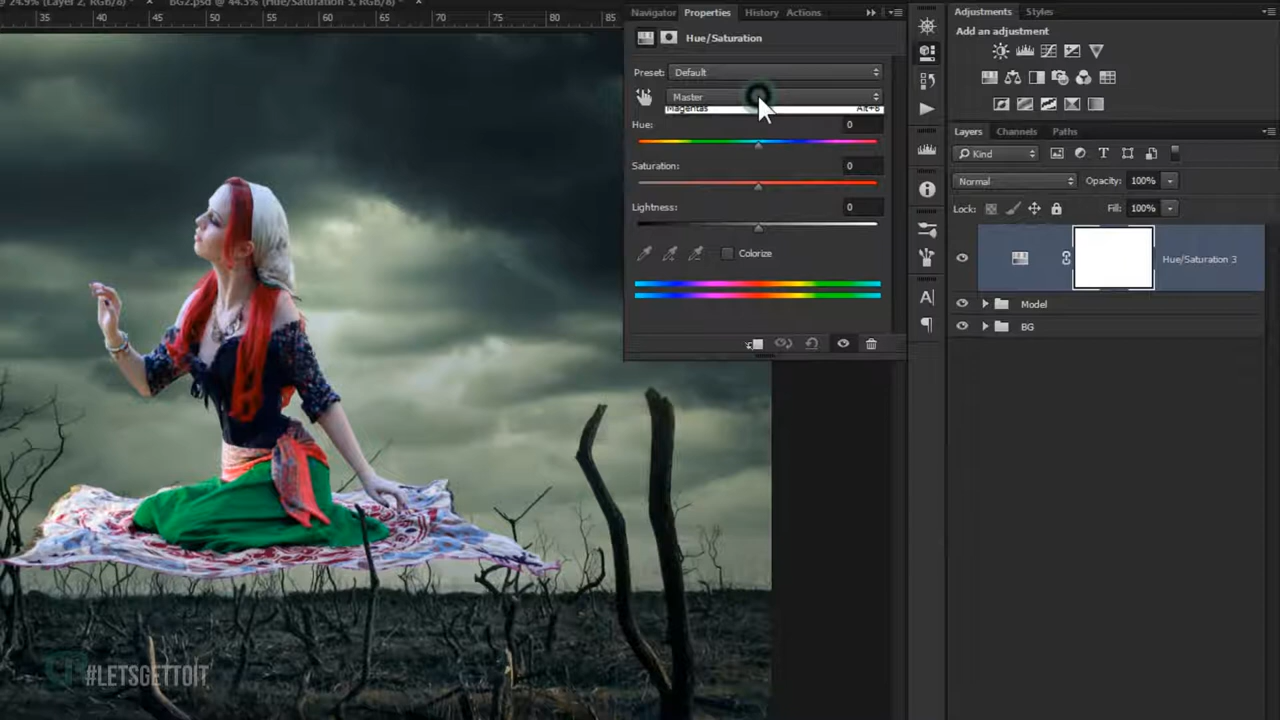 24.9% (Layer 2, RGB/8) *
BG2.psd @ 44.3% (Hue/Saturation 3, RGB/8) *
35 40 45 50 55 60 65 70 75 80 85
Navigator Properties History Actions
Hue/Saturation
Preset: Default
Master
Magentas Alt+8
Hue: 0
Saturation: 0
Lightness: 0
Colorize
Adjustments Styles
Add an adjustment
Layers Channels Paths
Kind
Normal Opacity: 100%
Lock: Fill: 100%
Hue/Saturation 3
Model
BG
#LETSGETTOIT